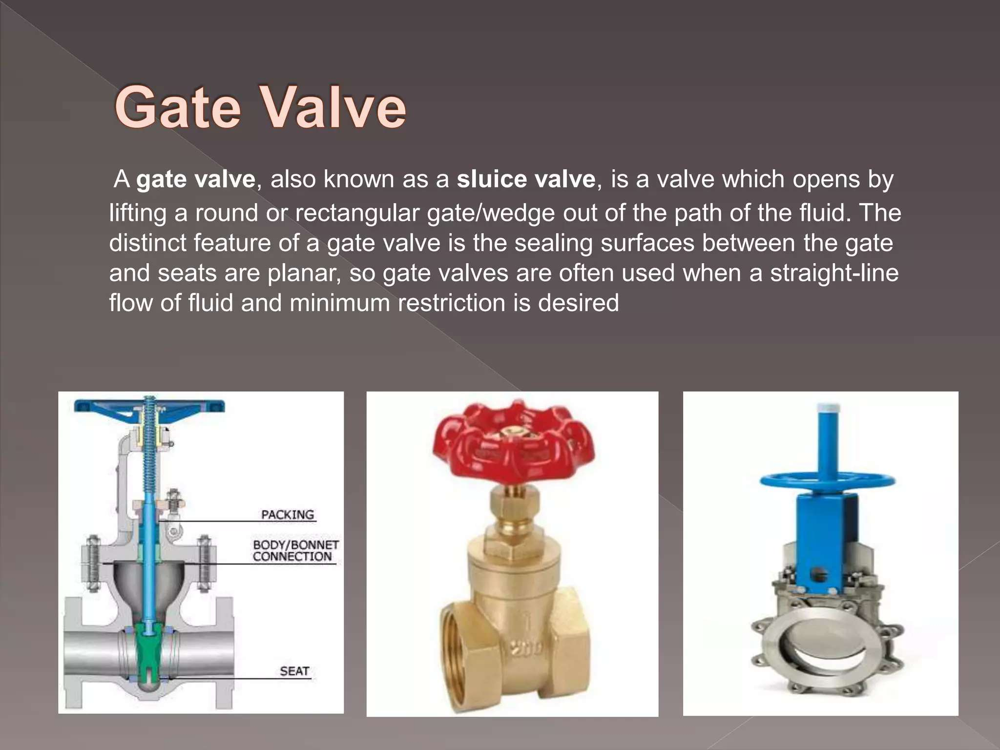 Gate Valve
A gate valve, also known as a sluice valve, is a valve which opens by
lifting a round or rectangular gate/wedge out of the path of the fluid. The
distinct feature of a gate valve is the sealing surfaces between the gate
and seats are planar, so gate valves are often used when a straight-line
flow of fluid and minimum restriction is desired
PACKING
BODY/BONNET
CONNECTION
SEAT
1
200